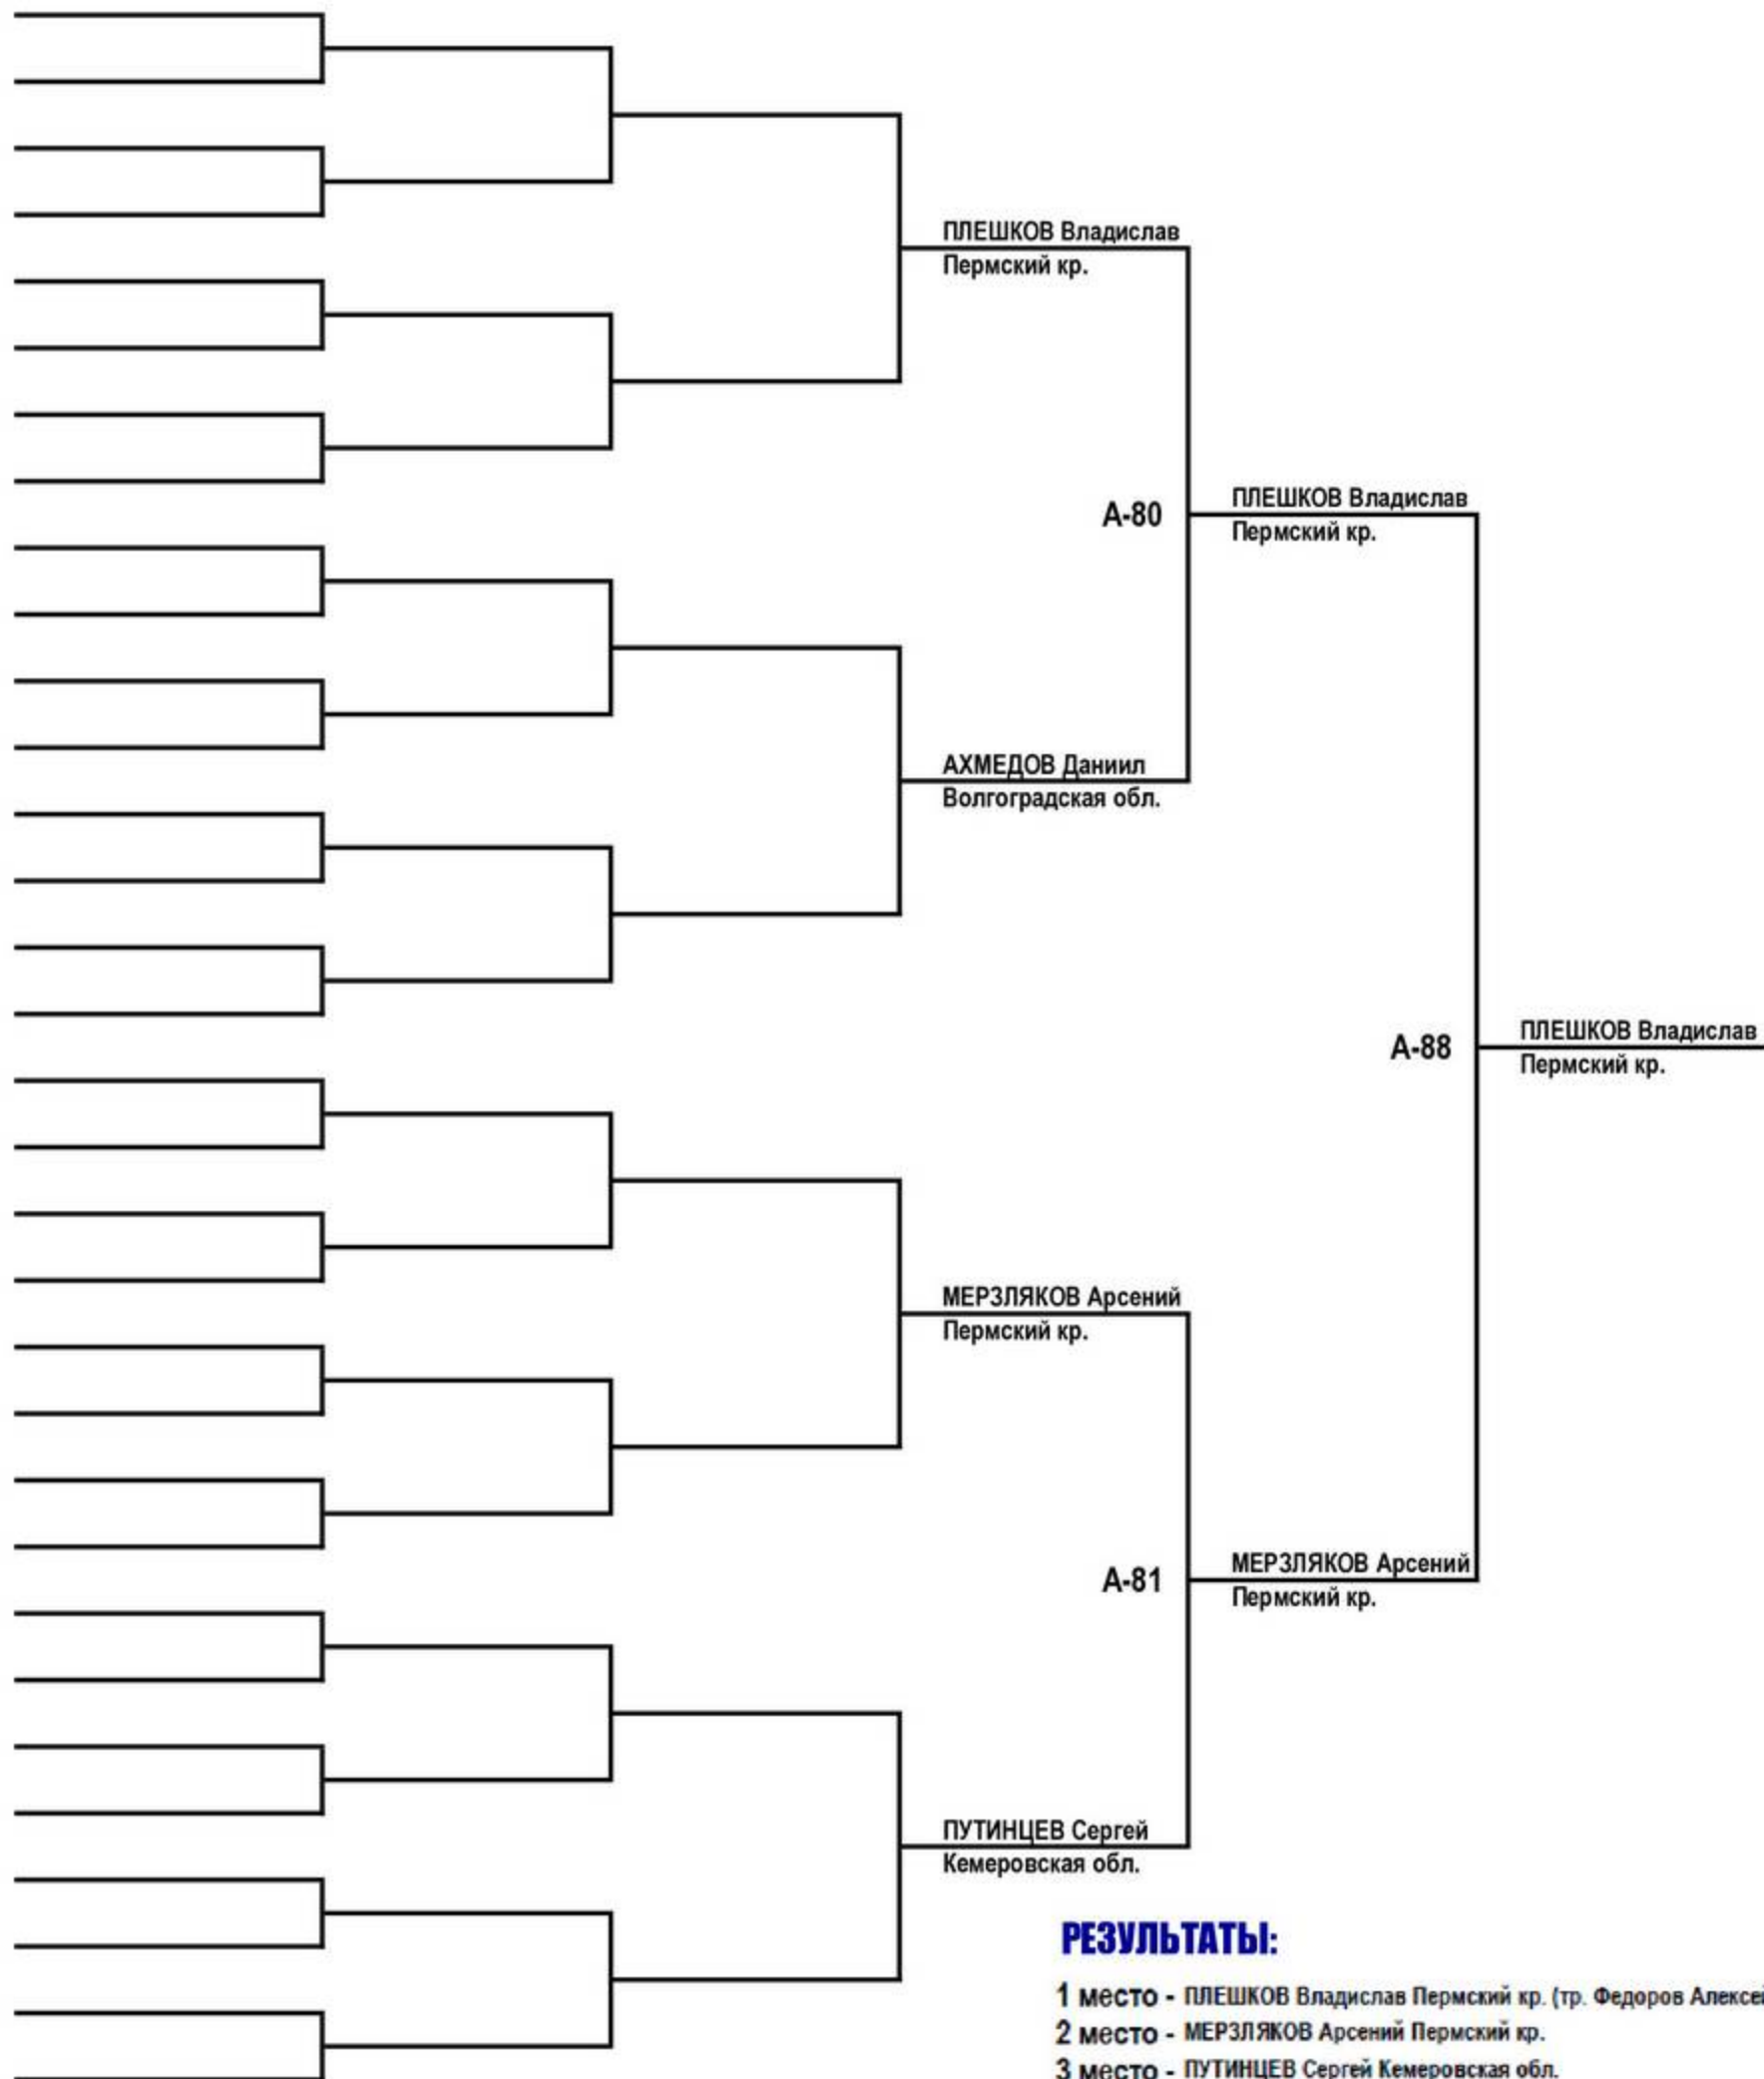 ПЛЕШКОВ Владислав
Пермский кр.
А-80
ПЛЕШКОВ Владислав
Пермский кр.
АХМЕДОВ Даниил
Волгоградская обл.
А-88
ПЛЕШКОВ Владислав
Пермский кр.
МЕРЗЛЯКОВ Арсений
Пермский кр.
А-81
МЕРЗЛЯКОВ Арсений
Пермский кр.
ПУТИНЦЕВ Сергей
Кемеровская обл.
РЕЗУЛЬТАТЫ:
1 место - ПЛЕШКОВ Владислав Пермский кр. (тр. Федоров Алексей
2 место - МЕРЗЛЯКОВ Арсений Пермский кр.
3 место - ПУТИНЦЕВ Сергей Кемеровская обл.